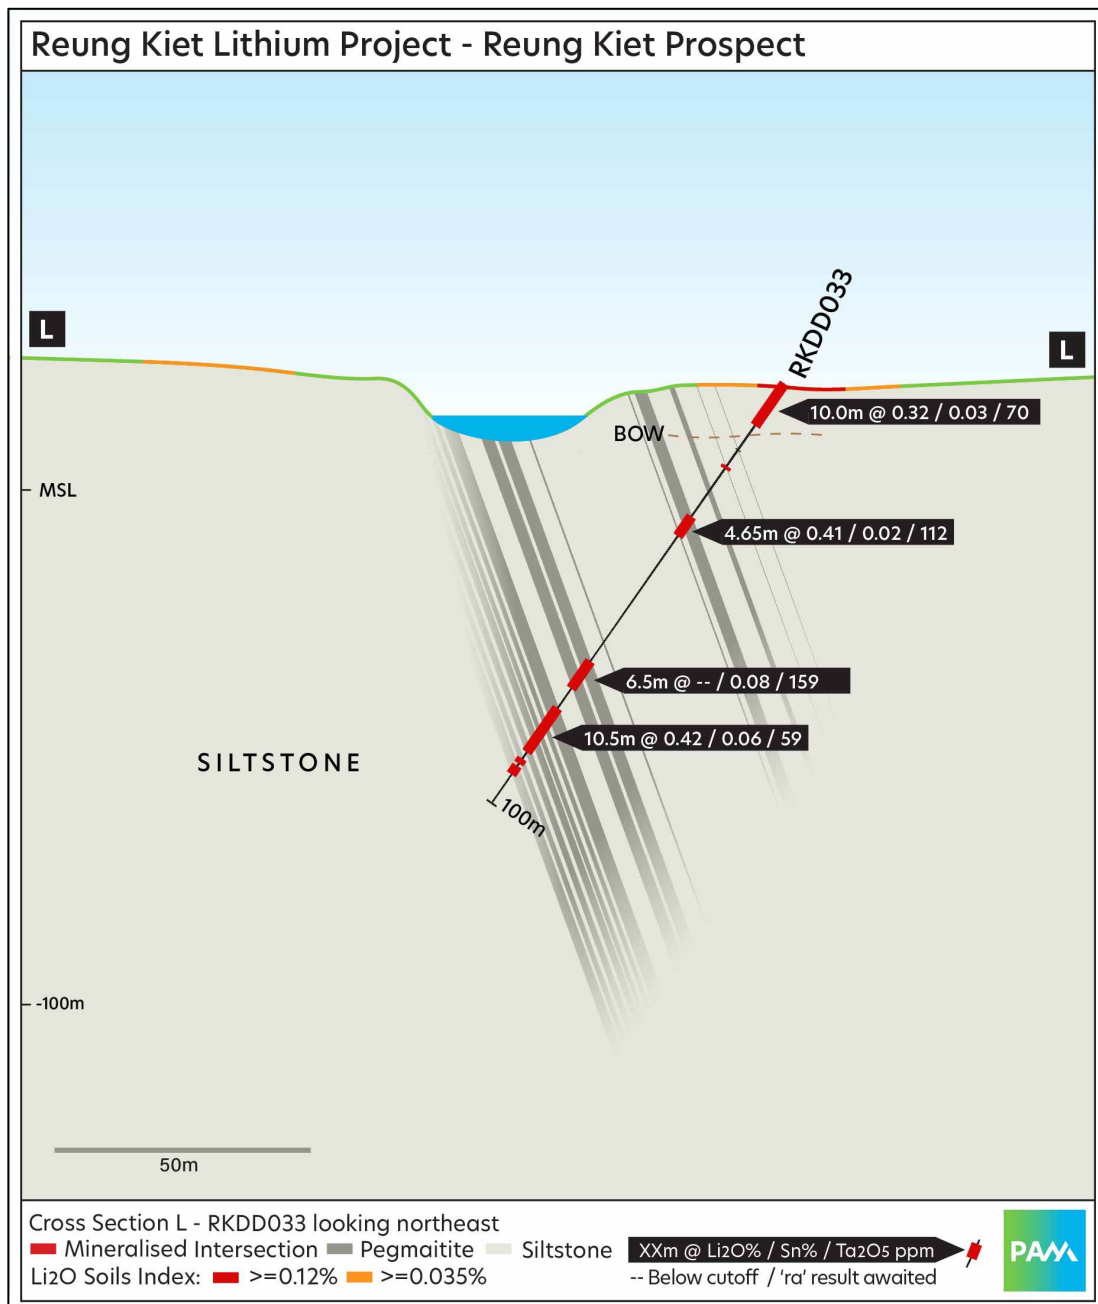 Reung Kiet Lithium Project - Reung Kiet Prospect
RKDD033
L
L
10.0m @ 0.32 / 0.03 / 70
BOW
MSL
4.65m @ 0.41 / 0.02 / 112
6.5m @ -- / 0.08 / 159
10.5m @ 0.42 / 0.06 / 59
SILTSTONE
100m
-100m
50m
Cross Section L - RKDD033 looking northeast
Mineralised Intersection Pegmaitite Siltstone
XXm @ Li2O% / Sn% / Ta2O5 ppm
Li2O Soils Index: >=0.12% >=0.035%
-- Below cutoff / 'ra' result awaited
PAM